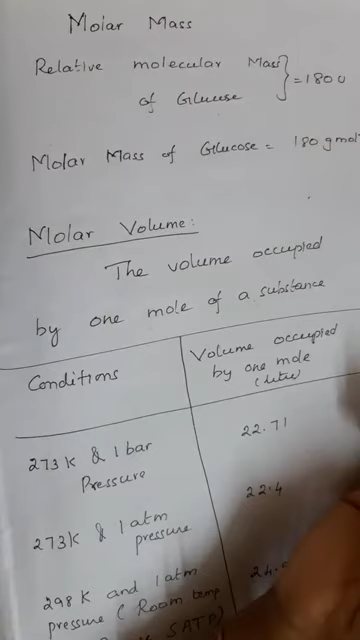 Molar Mass
Relative molecular Mass
of Glucose } = 180 u
Molar Mass of Glucose = 180 g mol
Molar Volume:
The volume occupied
by one mole of a substance
Conditions
Volume occupied
by one mole
(litre)
273 K & 1 bar
Pressure
22.71
273 K & 1 atm
pressure
22.4
298 K and 1 atm
pressure (Room temp
SATP)
24.